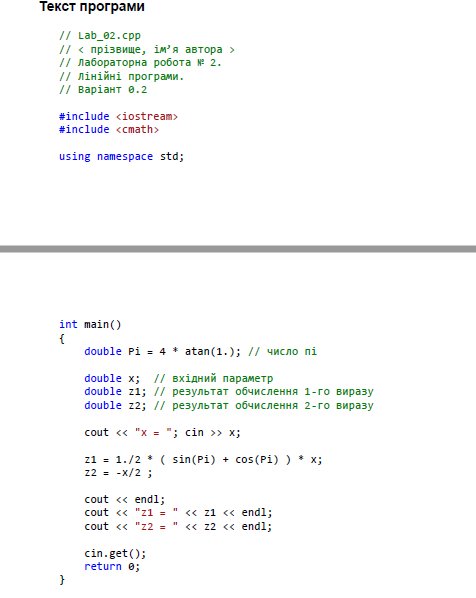 Текст програми
// Lab_02.cpp
// < прізвище, ім’я автора >
// Лабораторна робота № 2.
// Лінійні програми.
// Варіант 0.2
#include <iostream>
#include <cmath>
using namespace std;
int main()
{
double Pi = 4 * atan(1.); // число пі
double x; // вхідний параметр
double z1; // результат обчислення 1-го виразу
double z2; // результат обчислення 2-го виразу
cout << "x = "; cin >> x;
z1 = 1./2 * ( sin(Pi) + cos(Pi) ) * x;
z2 = -x/2 ;
cout << endl;
cout << "z1 = " << z1 << endl;
cout << "z2 = " << z2 << endl;
cin.get();
return 0;
}